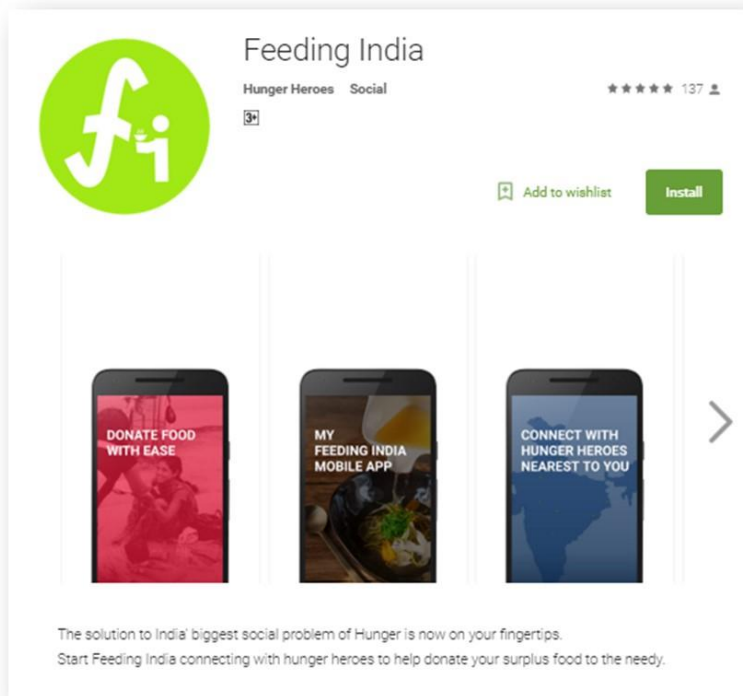 Feeding India
Hunger Heroes Social
137
3+
Add to wishlist
Install
fi
DONATE FOOD
WITH EASE
MY
FEEDING INDIA
MOBILE APP
CONNECT WITH
HUNGER HEROES
NEAREST TO YOU
The solution to India' biggest social problem of Hunger is now on your fingertips.
Start Feeding India connecting with hunger heroes to help donate your surplus food to the needy.